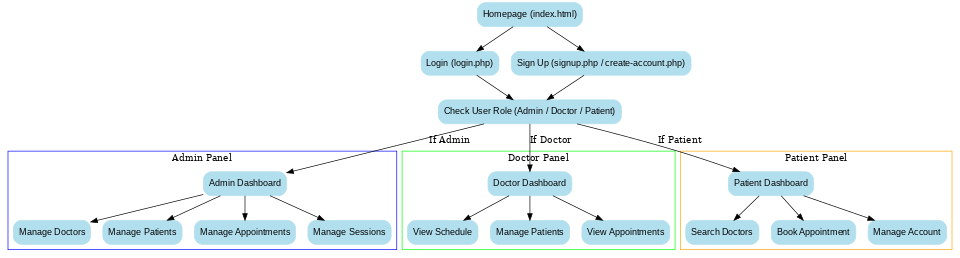 Homepage (index.html)
Login (login.php)
Sign Up (signup.php / create-account.php)
Check User Role (Admin / Doctor / Patient)
If Admin
If Doctor
If Patient
Admin Panel
Doctor Panel
Patient Panel
Admin Dashboard
Doctor Dashboard
Patient Dashboard
Manage Doctors
Manage Patients
Manage Appointments
Manage Sessions
View Schedule
Manage Patients
View Appointments
Search Doctors
Book Appointment
Manage Account